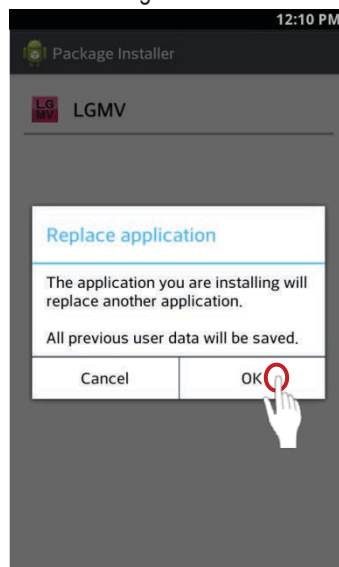 12:10 PM
Package Installer
LG
MV
LGMV
Replace application
The application you are installing will
replace another application.
All previous user data will be saved.
Cancel
OK